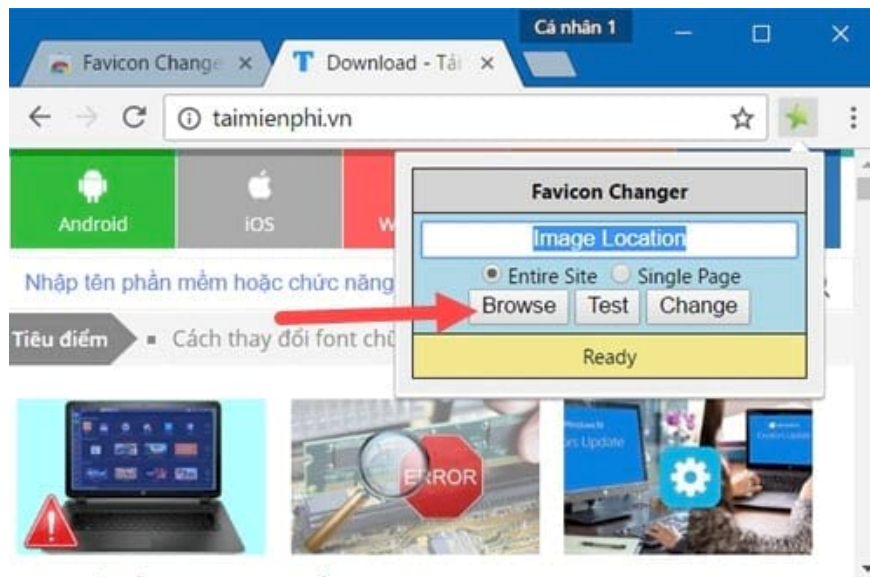 Cá nhân 1
Favicon Change
Download - Tải
taimienphi.vn
Android
iOS
W
Favicon Changer
Image Location
Entire Site Single Page
Browse Test Change
Ready
Nhập tên phần mềm hoặc chức năng
Tiêu điểm
Cách thay đổi font chữ
ERROR